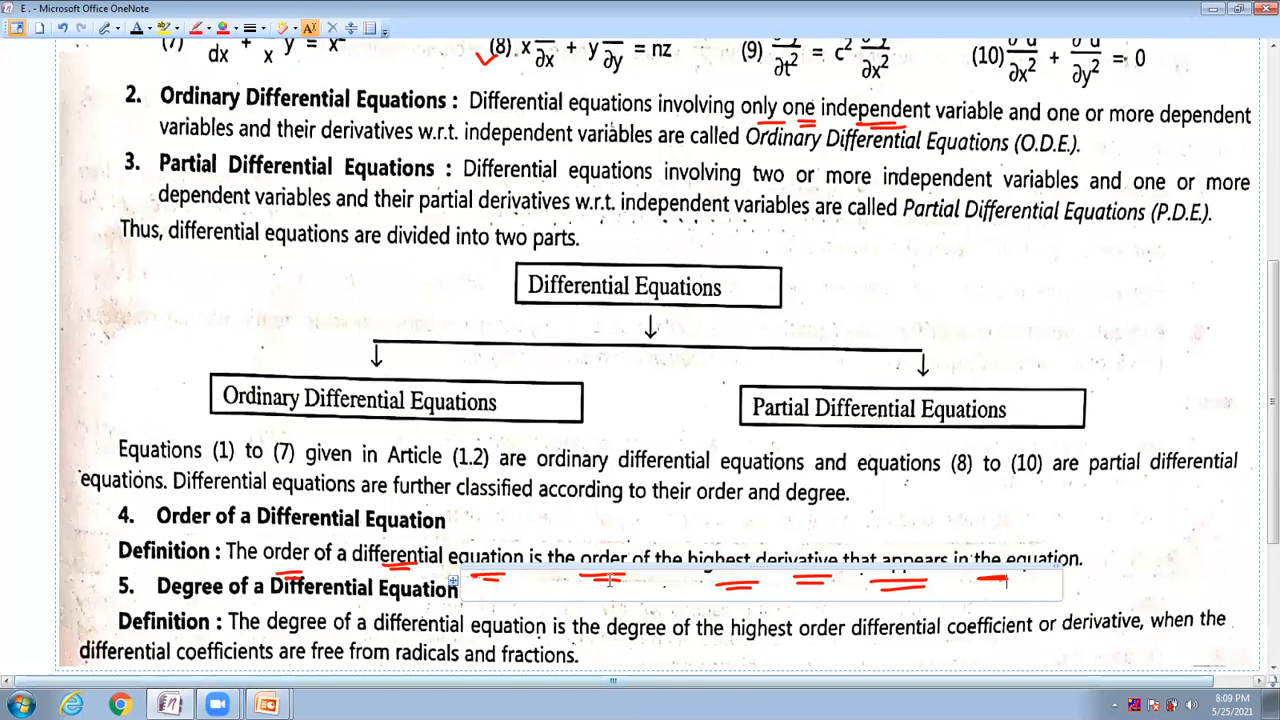 E . - Microsoft Office OneNote
(7) dx + x y = x (8) x ∂x + y ∂y = nz (9) ∂t² = c² ∂x² (10) ∂x² + ∂y² = 0
2. Ordinary Differential Equations : Differential equations involving only one independent variable and one or more dependent
variables and their derivatives w.r.t. independent variables are called Ordinary Differential Equations (O.D.E.).
3. Partial Differential Equations : Differential equations involving two or more independent variables and one or more
dependent variables and their partial derivatives w.r.t. independent variables are called Partial Differential Equations (P.D.E.).
Thus, differential equations are divided into two parts.
Differential Equations
Ordinary Differential Equations
Partial Differential Equations
Equations (1) to (7) given in Article (1.2) are ordinary differential equations and equations (8) to (10) are partial differential
equations. Differential equations are further classified according to their order and degree.
4. Order of a Differential Equation
Definition : The order of a differential equation is the order of the highest derivative that appears in the equation.
5. Degree of a Differential Equation
Definition : The degree of a differential equation is the degree of the highest order differential coefficient or derivative, when the
differential coefficients are free from radicals and fractions.
8:09 PM
5/25/2021